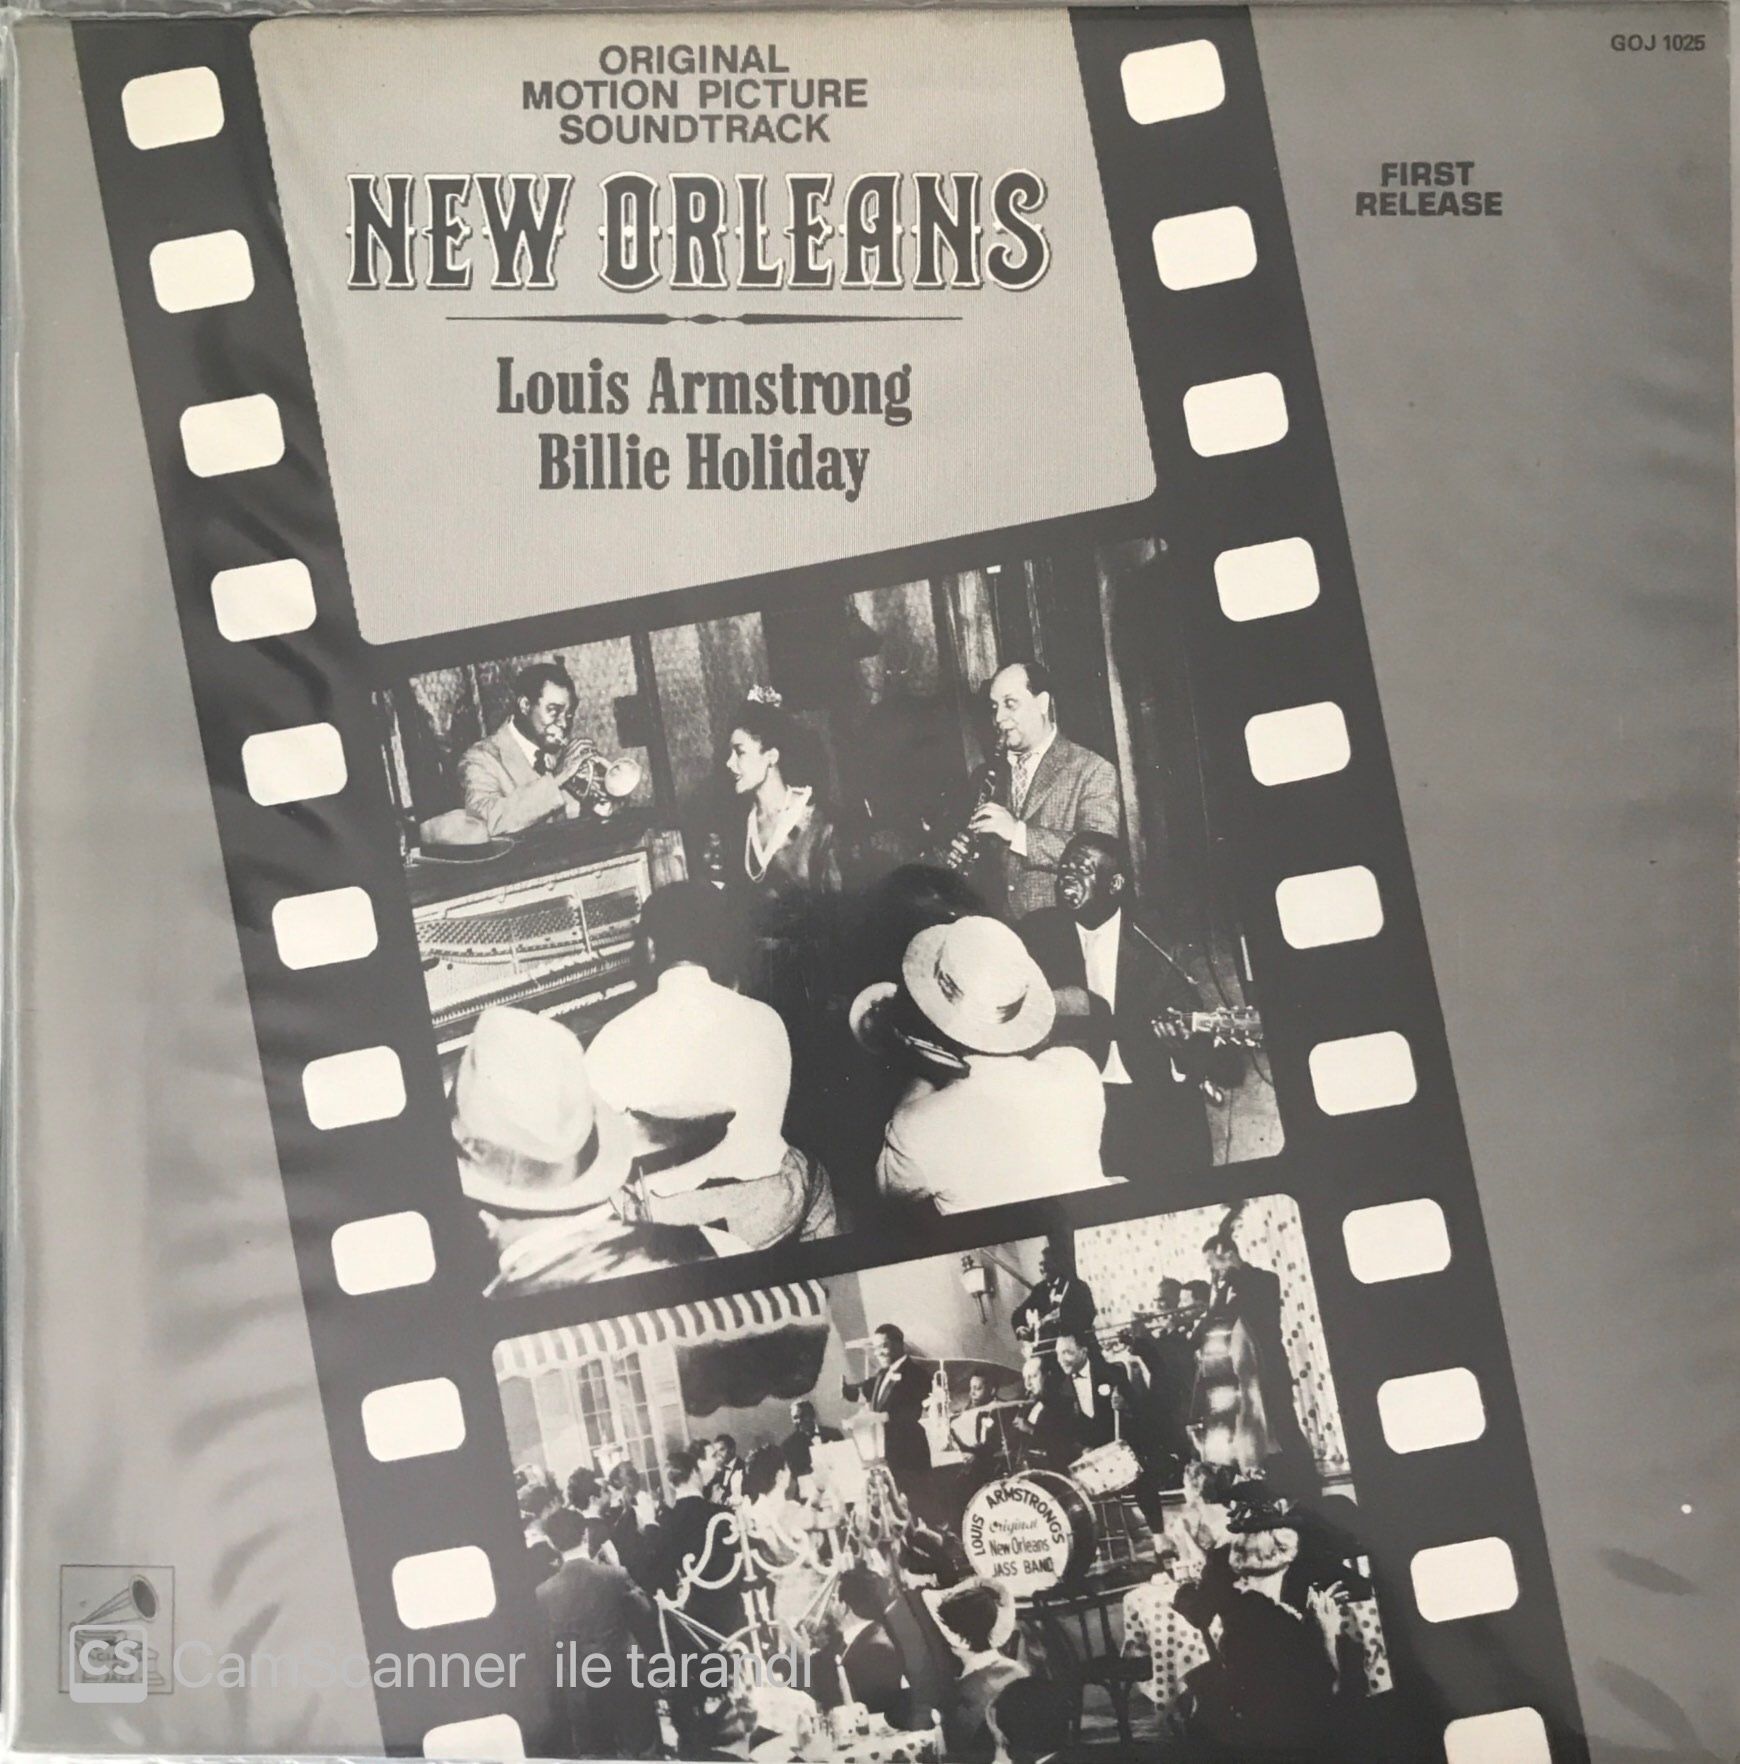 GOJ 1025
ORIGINAL
MOTION PICTURE
SOUNDTRACK
NEW ORLEANS
FIRST
RELEASE
Louis Armstrong
Billie Holiday
LOUIS ARMSTRONG'S
Original
New Orleans
JASS BAND
CS CamScanner ile tarandı